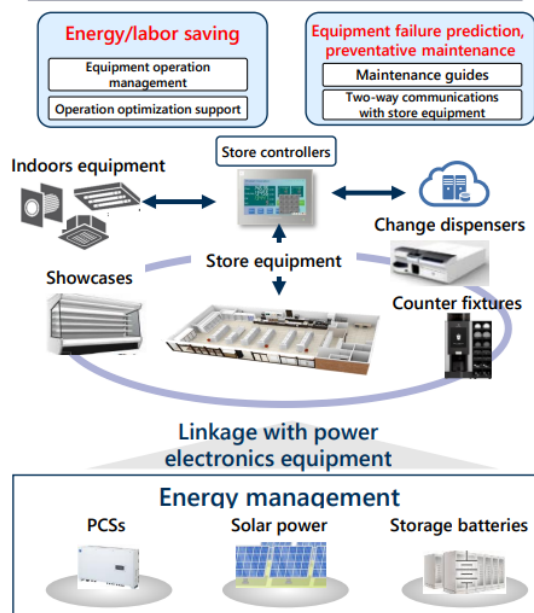 Energy/labor saving
Equipment operation
management
Operation optimization support
Equipment failure prediction,
preventative maintenance
Maintenance guides
Two-way communications
with store equipment
Store controllers
Indoors equipment
Change dispensers
Store equipment
Showcases
Counter fixtures
Linkage with power
electronics equipment
Energy management
PCSs
Solar power
Storage batteries